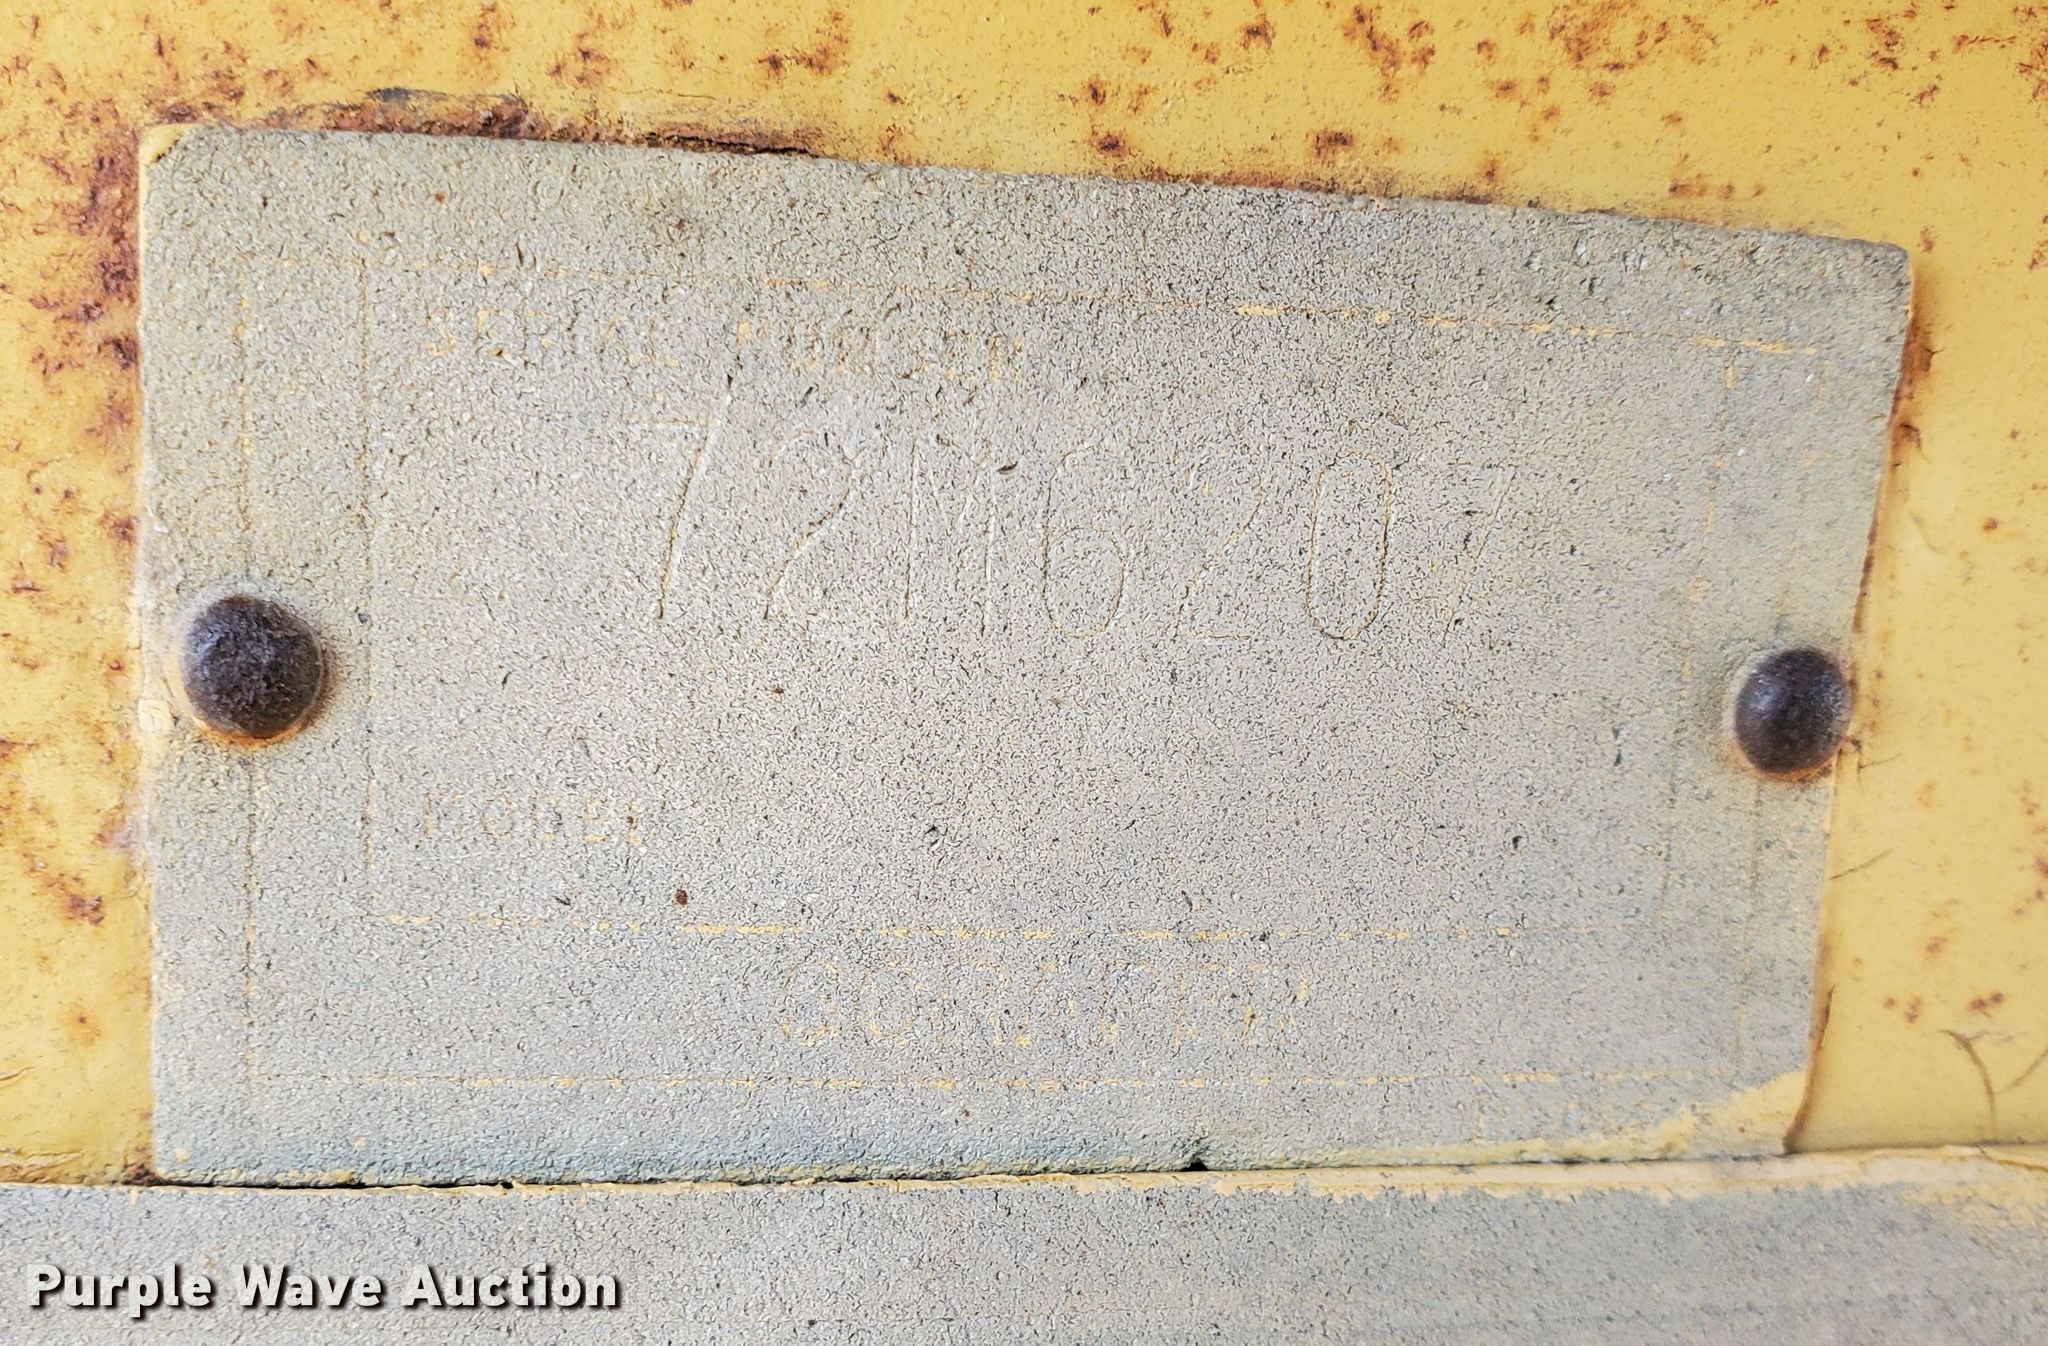 SERIAL NUMBER
72M6207
MODEL
Purple Wave Auction